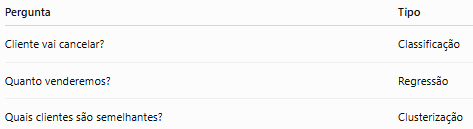 Pergunta Tipo
Cliente vai cancelar? Classificação
Quanto venderemos? Regressão
Quais clientes são semelhantes? Clusterização